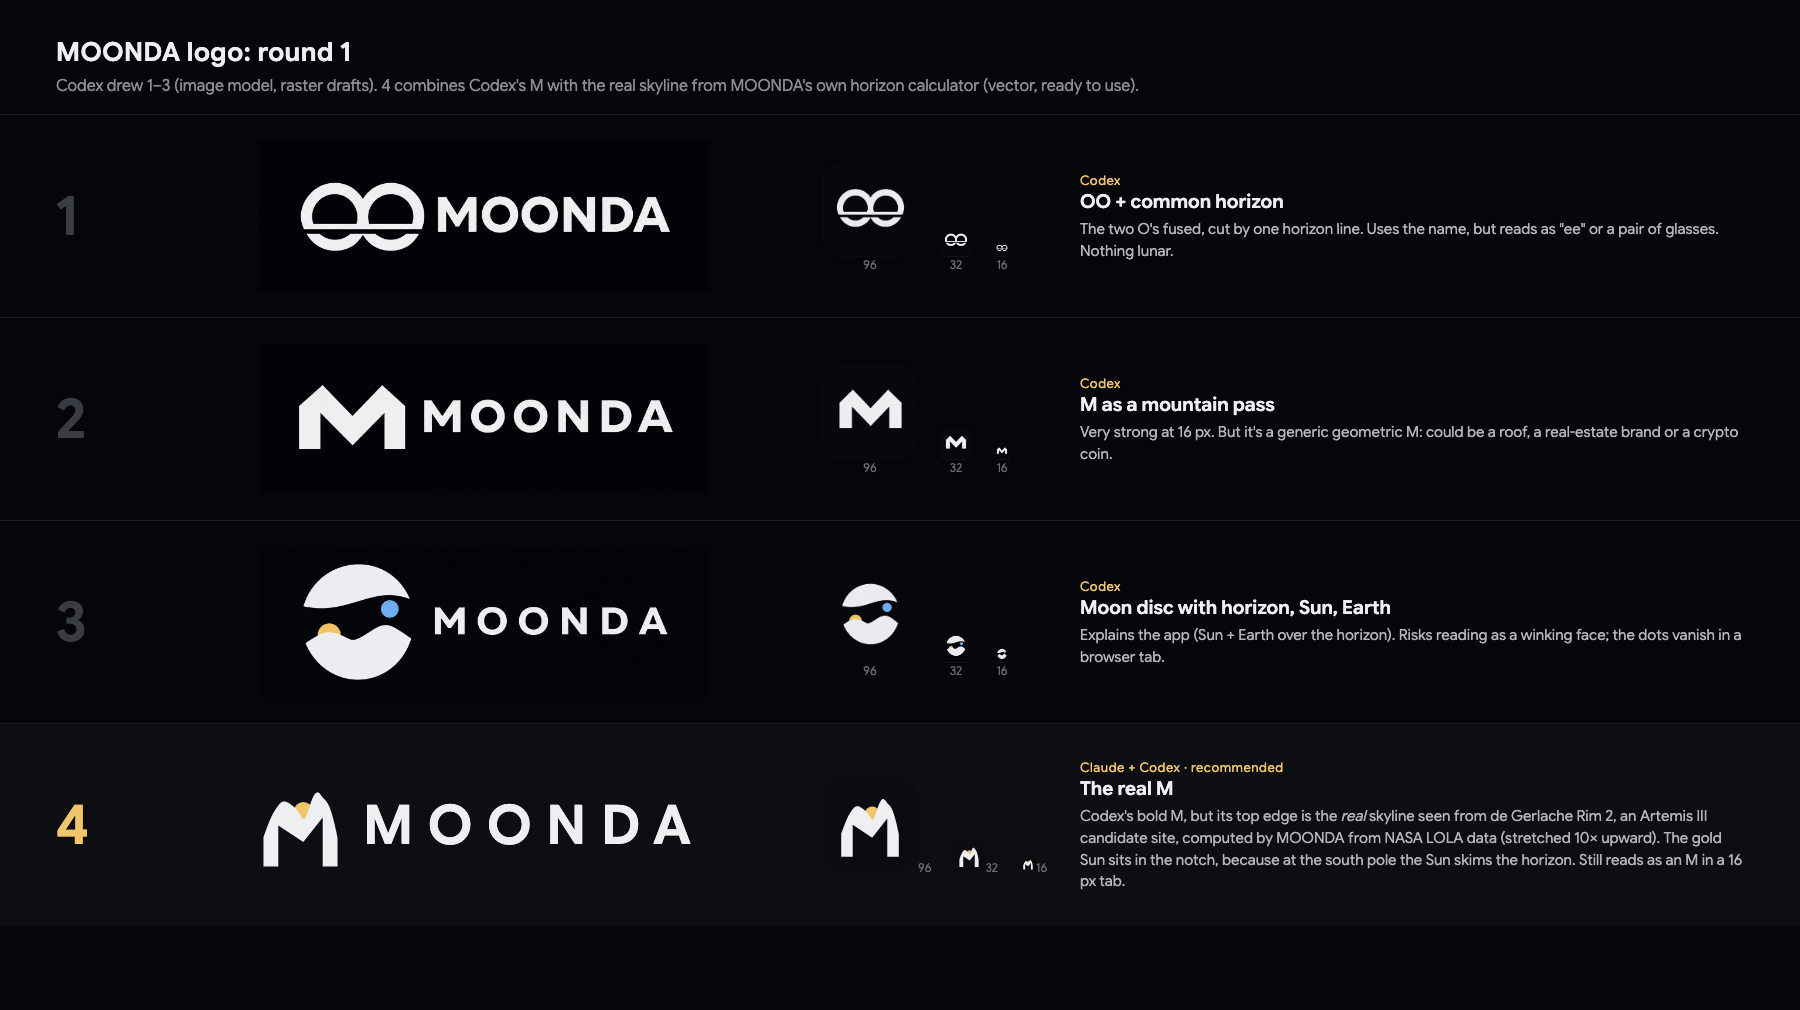 MOONDA logo: round 1
Codex drew 1–3 (image model, raster drafts). 4 combines Codex's M with the real skyline from MOONDA's own horizon calculator (vector, ready to use).
1
MOONDA
96
32
16
Codex
OO + common horizon
The two O's fused, cut by one horizon line. Uses the name, but reads as "ee" or a pair of glasses.
Nothing lunar.
2
MOONDA
96
32
16
Codex
M as a mountain pass
Very strong at 16 px. But it's a generic geometric M: could be a roof, a real-estate brand or a crypto
coin.
3
MOONDA
96
32
16
Codex
Moon disc with horizon, Sun, Earth
Explains the app (Sun + Earth over the horizon). Risks reading as a winking face; the dots vanish in a
browser tab.
4
M MOONDA
96
32
16
Claude + Codex · recommended
The real M
Codex's bold M, but its top edge is the real skyline seen from de Gerlache Rim 2, an Artemis III
candidate site, computed by MOONDA from NASA LOLA data (stretched 10× upward). The gold
Sun sits in the notch, because at the south pole the Sun skims the horizon. Still reads as an M in a 16
px tab.